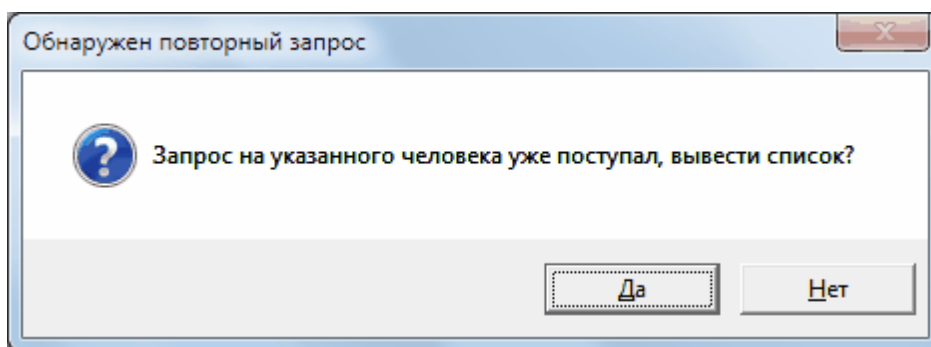 Обнаружен повторный запрос
Запрос на указанного человека уже поступал, вывести список?
Да
Нет